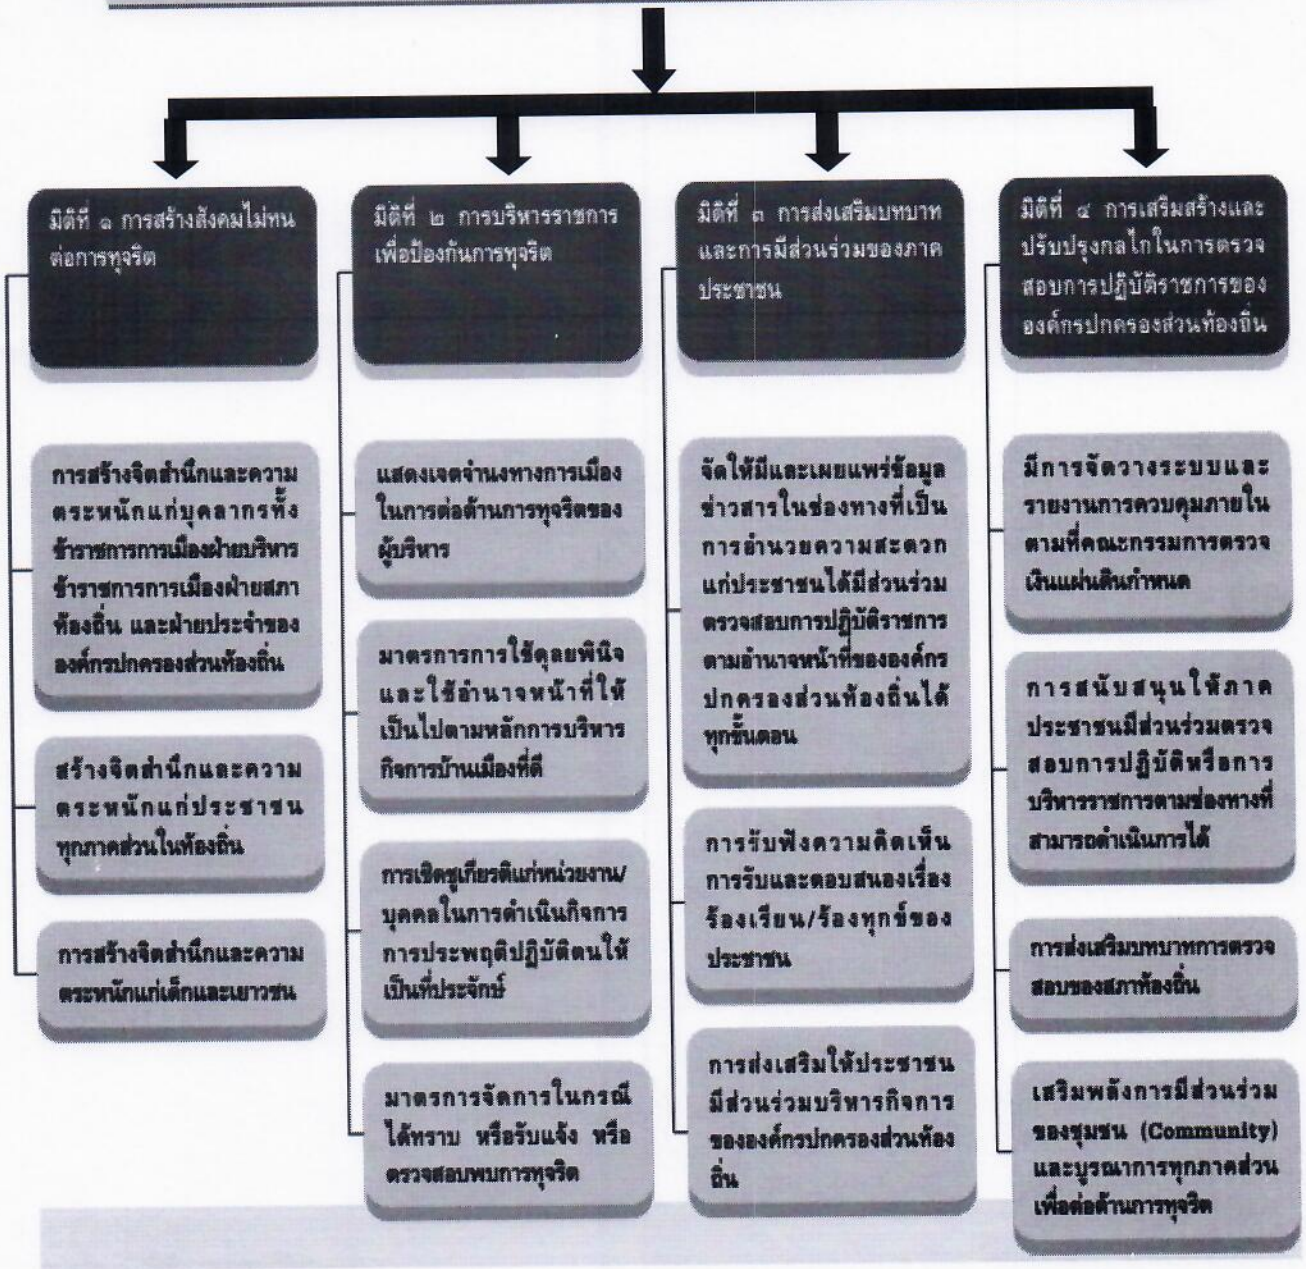 มิติที่ ๑ การสร้างสังคมไม่ทน
ต่อการทุจริต
การสร้างจิตสำนึกและความ
ตระหนักแก่บุคลากรทั้ง
ข้าราชการการเมืองฝ่ายบริหาร
ข้าราชการการเมืองฝ่ายสภา
ท้องถิ่น และฝ่ายประจำของ
องค์กรปกครองส่วนท้องถิ่น
สร้างจิตสำนึกและความ
ตระหนักแก่ประชาชน
ทุกภาคส่วนในท้องถิ่น
การสร้างจิตสำนึกและความ
ตระหนักแก่เด็กและเยาวชน
มิติที่ ๒ การบริหารราชการ
เพื่อป้องกันการทุจริต
แสดงเจตจำนงทางการเมือง
ในการต่อต้านการทุจริตของ
ผู้บริหาร
มาตรการการใช้ดุลยพินิจ
และใช้อำนาจหน้าที่ให้
เป็นไปตามหลักการบริหาร
กิจการบ้านเมืองที่ดี
การเชิดชูเกียรติแก่หน่วยงาน/
บุคคลในการดำเนินกิจการ
การประพฤติปฏิบัติตนให้
เป็นที่ประจักษ์
มาตรการจัดการในกรณี
ได้ทราบ หรือรับแจ้ง หรือ
ตรวจสอบพบการทุจริต
มิติที่ ๓ การส่งเสริมบทบาท
และการมีส่วนร่วมของภาค
ประชาชน
จัดให้มีและเผยแพร่ข้อมูล
ข่าวสารในช่องทางที่เป็น
การอำนวยความสะดวก
แก่ประชาชนได้มีส่วนร่วม
ตรวจสอบการปฏิบัติราชการ
ตามอำนาจหน้าที่ขององค์กร
ปกครองส่วนท้องถิ่นได้
ทุกขั้นตอน
การรับฟังความคิดเห็น
การรับและตอบสนองเรื่อง
ร้องเรียน/ร้องทุกข์ของ
ประชาชน
การส่งเสริมให้ประชาชน
มีส่วนร่วมบริหารกิจการ
ขององค์กรปกครองส่วนท้อง
ถิ่น
มิติที่ ๔ การเสริมสร้างและ
ปรับปรุงกลไกในการตรวจ
สอบการปฏิบัติราชการของ
องค์กรปกครองส่วนท้องถิ่น
มีการจัดวางระบบและ
รายงานการควบคุมภายใน
ตามที่คณะกรรมการตรวจ
เงินแผ่นดินกำหนด
การสนับสนุนให้ภาค
ประชาชนมีส่วนร่วมตรวจ
สอบการปฏิบัติหรือการ
บริหารราชการตามช่องทางที่
สามารถดำเนินการได้
การส่งเสริมบทบาทการตรวจ
สอบของสภาท้องถิ่น
เสริมพลังการมีส่วนร่วม
ของชุมชน (Community)
และบูรณาการทุกภาคส่วน
เพื่อต่อต้านการทุจริต